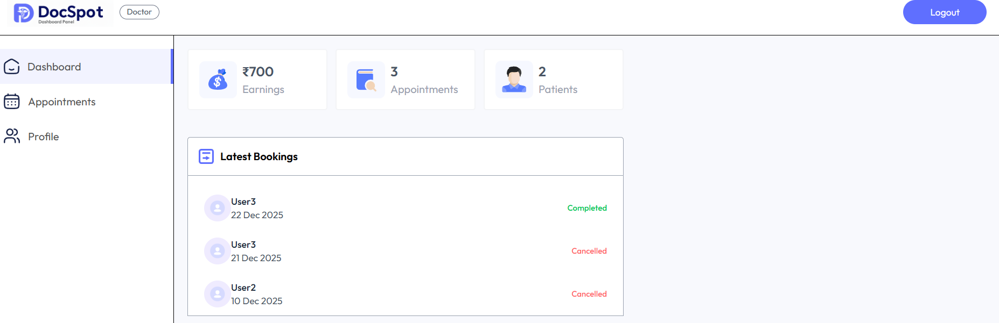 DocSpot
Dashboard Panel
Doctor
Logout
Dashboard
Appointments
Profile
₹700
Earnings
3
Appointments
2
Patients
Latest Bookings
User3
22 Dec 2025
Completed
User3
21 Dec 2025
Cancelled
User2
10 Dec 2025
Cancelled